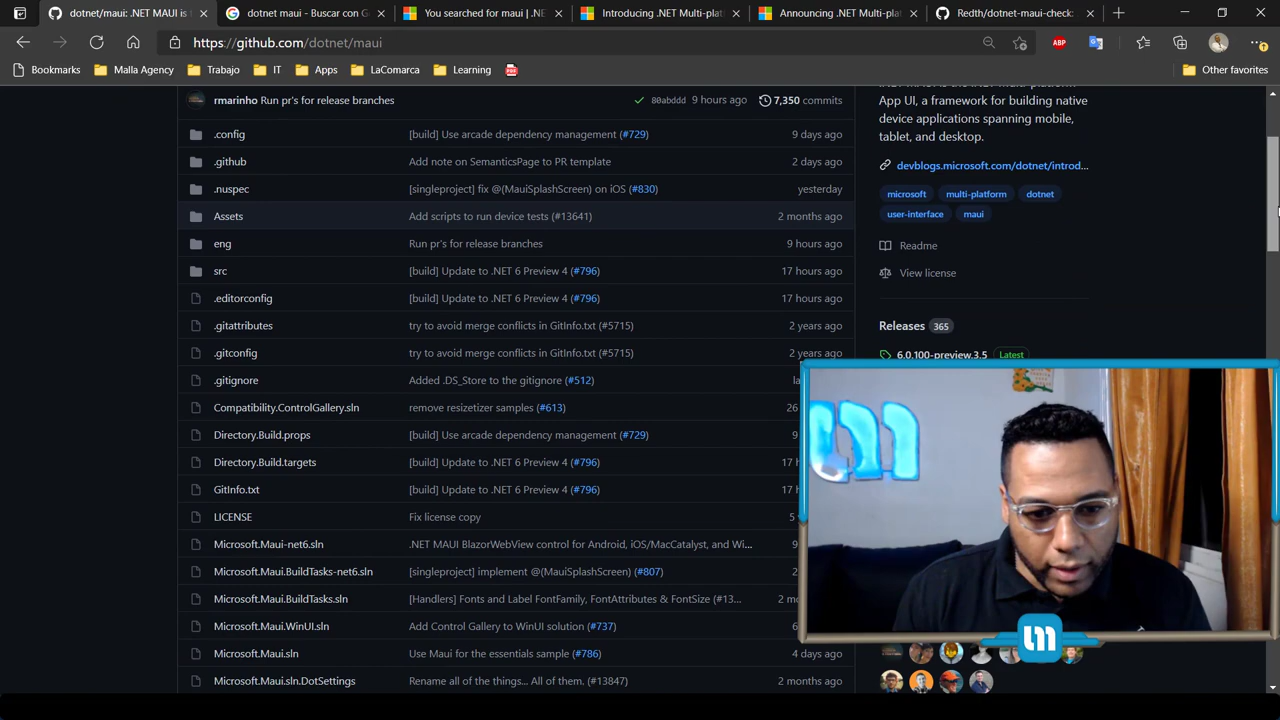 dotnet/maui: .NET MAUI is
dotnet maui - Buscar con G
You searched for maui | .NE
Introducing .NET Multi-plat
Announcing .NET Multi-plat
Redth/dotnet-maui-check:
https://github.com/dotnet/maui
ABP
Bookmarks
Malla Agency
Trabajo
IT
Apps
LaComarca
Learning
Other favorites
rmarinho Run pr's for release branches
80abddd 9 hours ago
7,350 commits
.config
[build] Use arcade dependency management (#729)
9 days ago
.github
Add note on SemanticsPage to PR template
2 days ago
.nuspec
[singleproject] fix @(MauiSplashScreen) on iOS (#830)
yesterday
Assets
Add scripts to run device tests (#13641)
2 months ago
eng
Run pr's for release branches
9 hours ago
src
[build] Update to .NET 6 Preview 4 (#796)
17 hours ago
.editorconfig
[build] Update to .NET 6 Preview 4 (#796)
17 hours ago
.gitattributes
try to avoid merge conflicts in GitInfo.txt (#5715)
2 years ago
.gitconfig
try to avoid merge conflicts in GitInfo.txt (#5715)
2 years ago
.gitignore
Added .DS_Store to the gitignore (#512)
Compatibility.ControlGallery.sln
remove resizetizer samples (#613)
26
Directory.Build.props
[build] Use arcade dependency management (#729)
9
Directory.Build.targets
[build] Update to .NET 6 Preview 4 (#796)
17 h
GitInfo.txt
[build] Update to .NET 6 Preview 4 (#796)
17 h
LICENSE
Fix license copy
5
Microsoft.Maui-net6.sln
.NET MAUI BlazorWebView control for Android, iOS/MacCatalyst, and Wi...
9
Microsoft.Maui.BuildTasks-net6.sln
[singleproject] implement @(MauiSplashScreen) (#807)
2
Microsoft.Maui.BuildTasks.sln
[Handlers] Fonts and Label FontFamily, FontAttributes & FontSize (#13...
2 mo
Microsoft.Maui.WinUI.sln
Add Control Gallery to WinUI solution (#737)
6
Microsoft.Maui.sln
Use Maui for the essentials sample (#786)
4 days ago
Microsoft.Maui.sln.DotSettings
Rename all of the things... All of them. (#13847)
2 months ago
App UI, a framework for building native
device applications spanning mobile,
tablet, and desktop.
devblogs.microsoft.com/dotnet/introd...
microsoft
multi-platform
dotnet
user-interface
maui
Readme
View license
Releases 365
6.0.100-preview.3.5
Latest